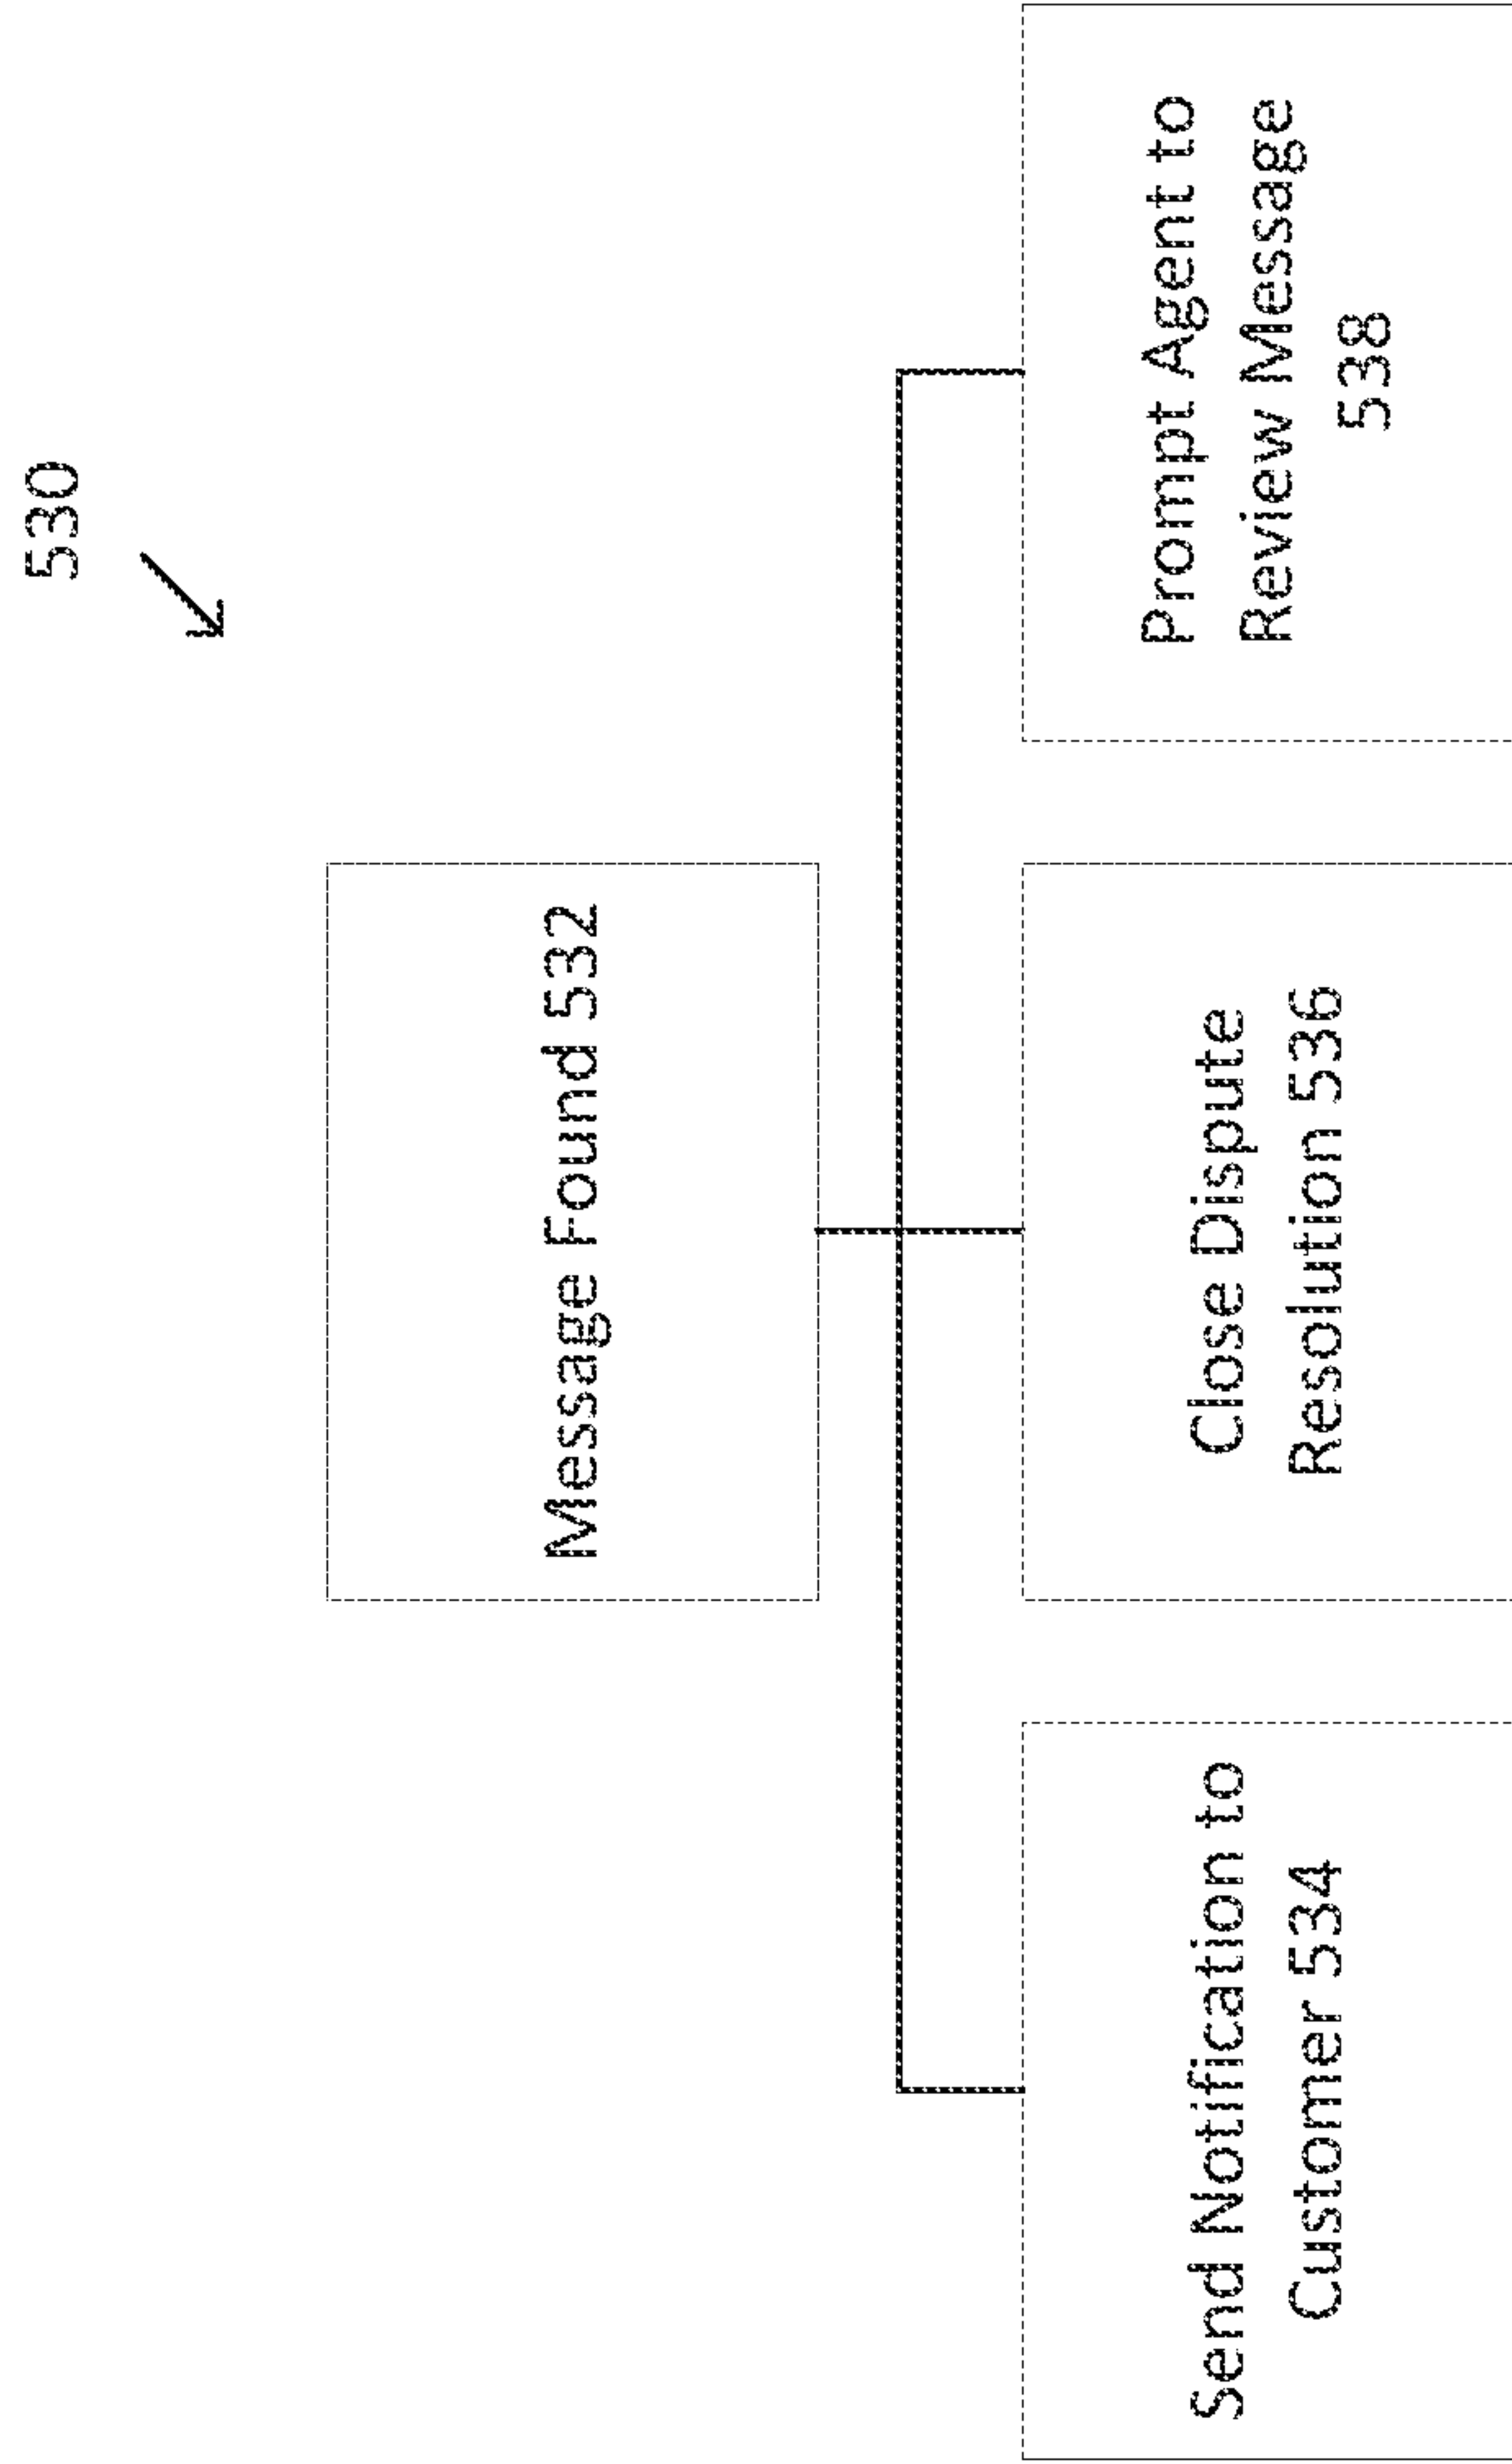 530
Message Found 532
Send Notification to
Customer 534
Close Dispute
Resolution 536
Prompt Agent to
Review Message
538